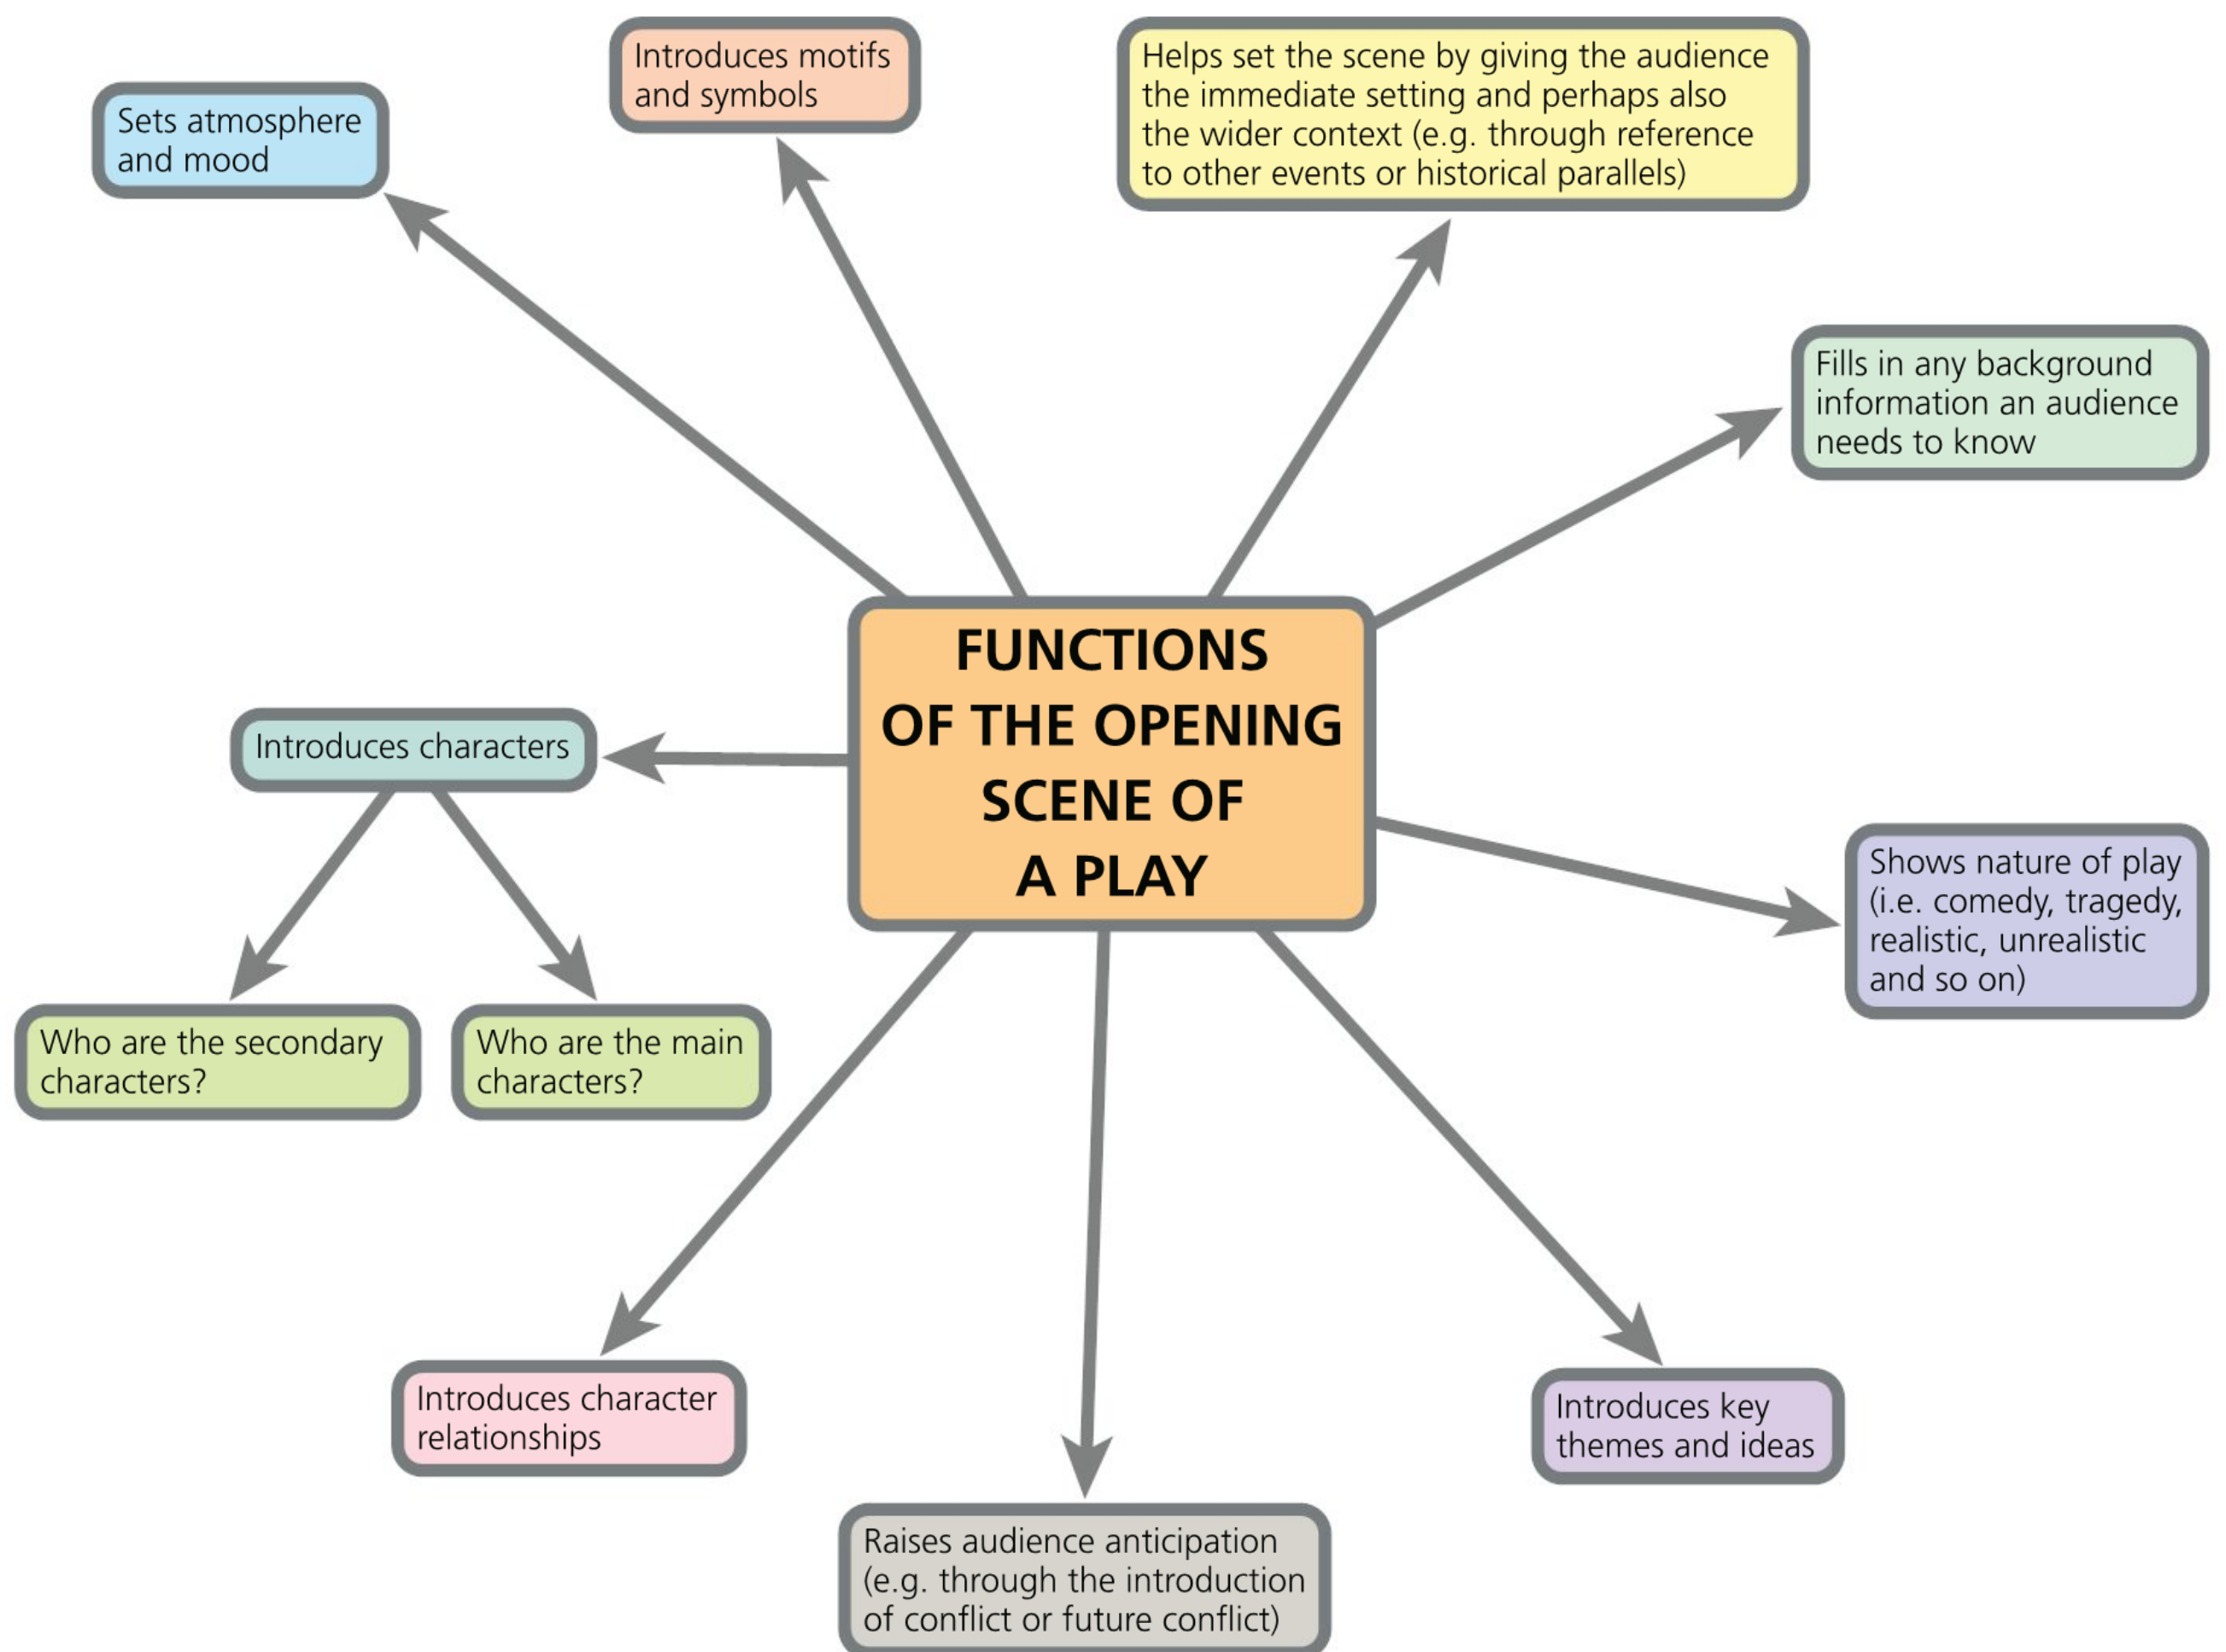 Introduces motifs
and symbols
Helps set the scene by giving the audience
the immediate setting and perhaps also
the wider context (e.g. through reference
to other events or historical parallels)
Sets atmosphere
and mood
Fills in any background
information an audience
needs to know
FUNCTIONS
OF THE OPENING
SCENE OF
A PLAY
Introduces characters
Shows nature of play
(i.e. comedy, tragedy,
realistic, unrealistic
and so on)
Who are the secondary
characters?
Who are the main
characters?
Introduces character
relationships
Introduces key
themes and ideas
Raises audience anticipation
(e.g. through the introduction
of conflict or future conflict)